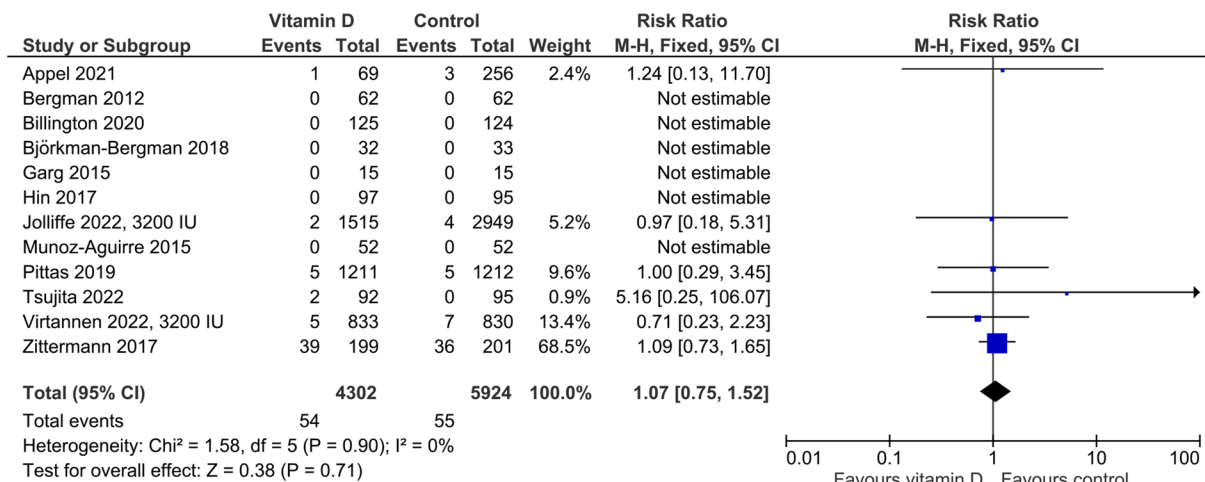 Vitamin D Control Risk Ratio Risk Ratio
Study or Subgroup Events Total Events Total Weight M-H, Fixed, 95% CI M-H, Fixed, 95% CI
Appel 2021 1 69 3 256 2.4% 1.24 [0.13, 11.70]
Bergman 2012 0 62 0 62 Not estimable
Billington 2020 0 125 0 124 Not estimable
Björkman-Bergman 2018 0 32 0 33 Not estimable
Garg 2015 0 15 0 15 Not estimable
Hin 2017 0 97 0 95 Not estimable
Jolliffe 2022, 3200 IU 2 1515 4 2949 5.2% 0.97 [0.18, 5.31]
Munoz-Aguirre 2015 0 52 0 52 Not estimable
Pittas 2019 5 1211 5 1212 9.6% 1.00 [0.29, 3.45]
Tsujita 2022 2 92 0 95 0.9% 5.16 [0.25, 106.07]
Virtannen 2022, 3200 IU 5 833 7 830 13.4% 0.71 [0.23, 2.23]
Zittermann 2017 39 199 36 201 68.5% 1.09 [0.73, 1.65]
Total (95% CI) 4302 5924 100.0% 1.07 [0.75, 1.52]
Total events 54 55
Heterogeneity: Chi² = 1.58, df = 5 (P = 0.90); I² = 0%
Test for overall effect: Z = 0.38 (P = 0.71)
0.01 0.1 1 10 100
Favours vitamin D Favours control